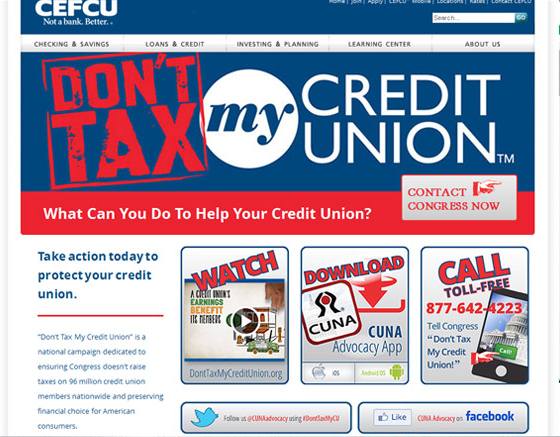 CEFCU
Not a bank. Better.
Home | Join | Apply | CEFCU Mobile | Locations | Rates | Contact CEFCU
Search...
GO
CHECKING & SAVINGS
LOANS & CREDIT
INVESTING & PLANNING
LEARNING CENTER
ABOUT US
DON'T
TAX
my
CREDIT
UNION™
CONTACT
CONGRESS NOW
What Can You Do To Help Your Credit Union?
Take action today to
protect your credit
union.
"Don't Tax My Credit Union" is a
national campaign dedicated to
ensuring Congress doesn't raise
taxes on 96 million credit union
members nationwide and preserving
financial choice for American
consumers.
WATCH
A CREDIT UNION'S
EARNINGS
BENEFIT
ITS MEMBERS
DontTaxMyCreditUnion.org
DOWNLOAD
CUNA
CUNA
Advocacy App
iOS
Android OS
CALL
TOLL-FREE
877-642-4223
Tell Congress
"Don't Tax
My Credit
Union!"
Call
Follow us @CUNAadvocacy using #DontTaxMyCU
Like
CUNA Advocacy on facebook